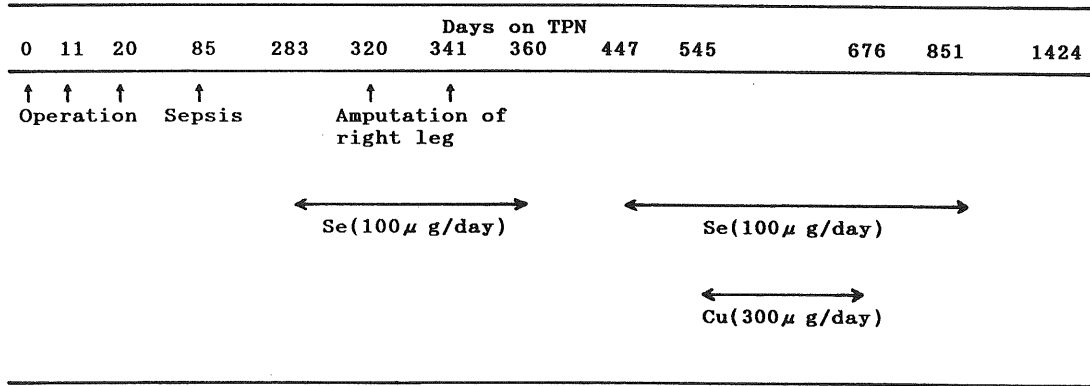 Days on TPN
0 11 20 85 283 320 341 360 447 545 676 851 1424
Operation Sepsis Amputation of
right leg
Se(100μ g/day) Se(100μ g/day)
Cu(300μ g/day)